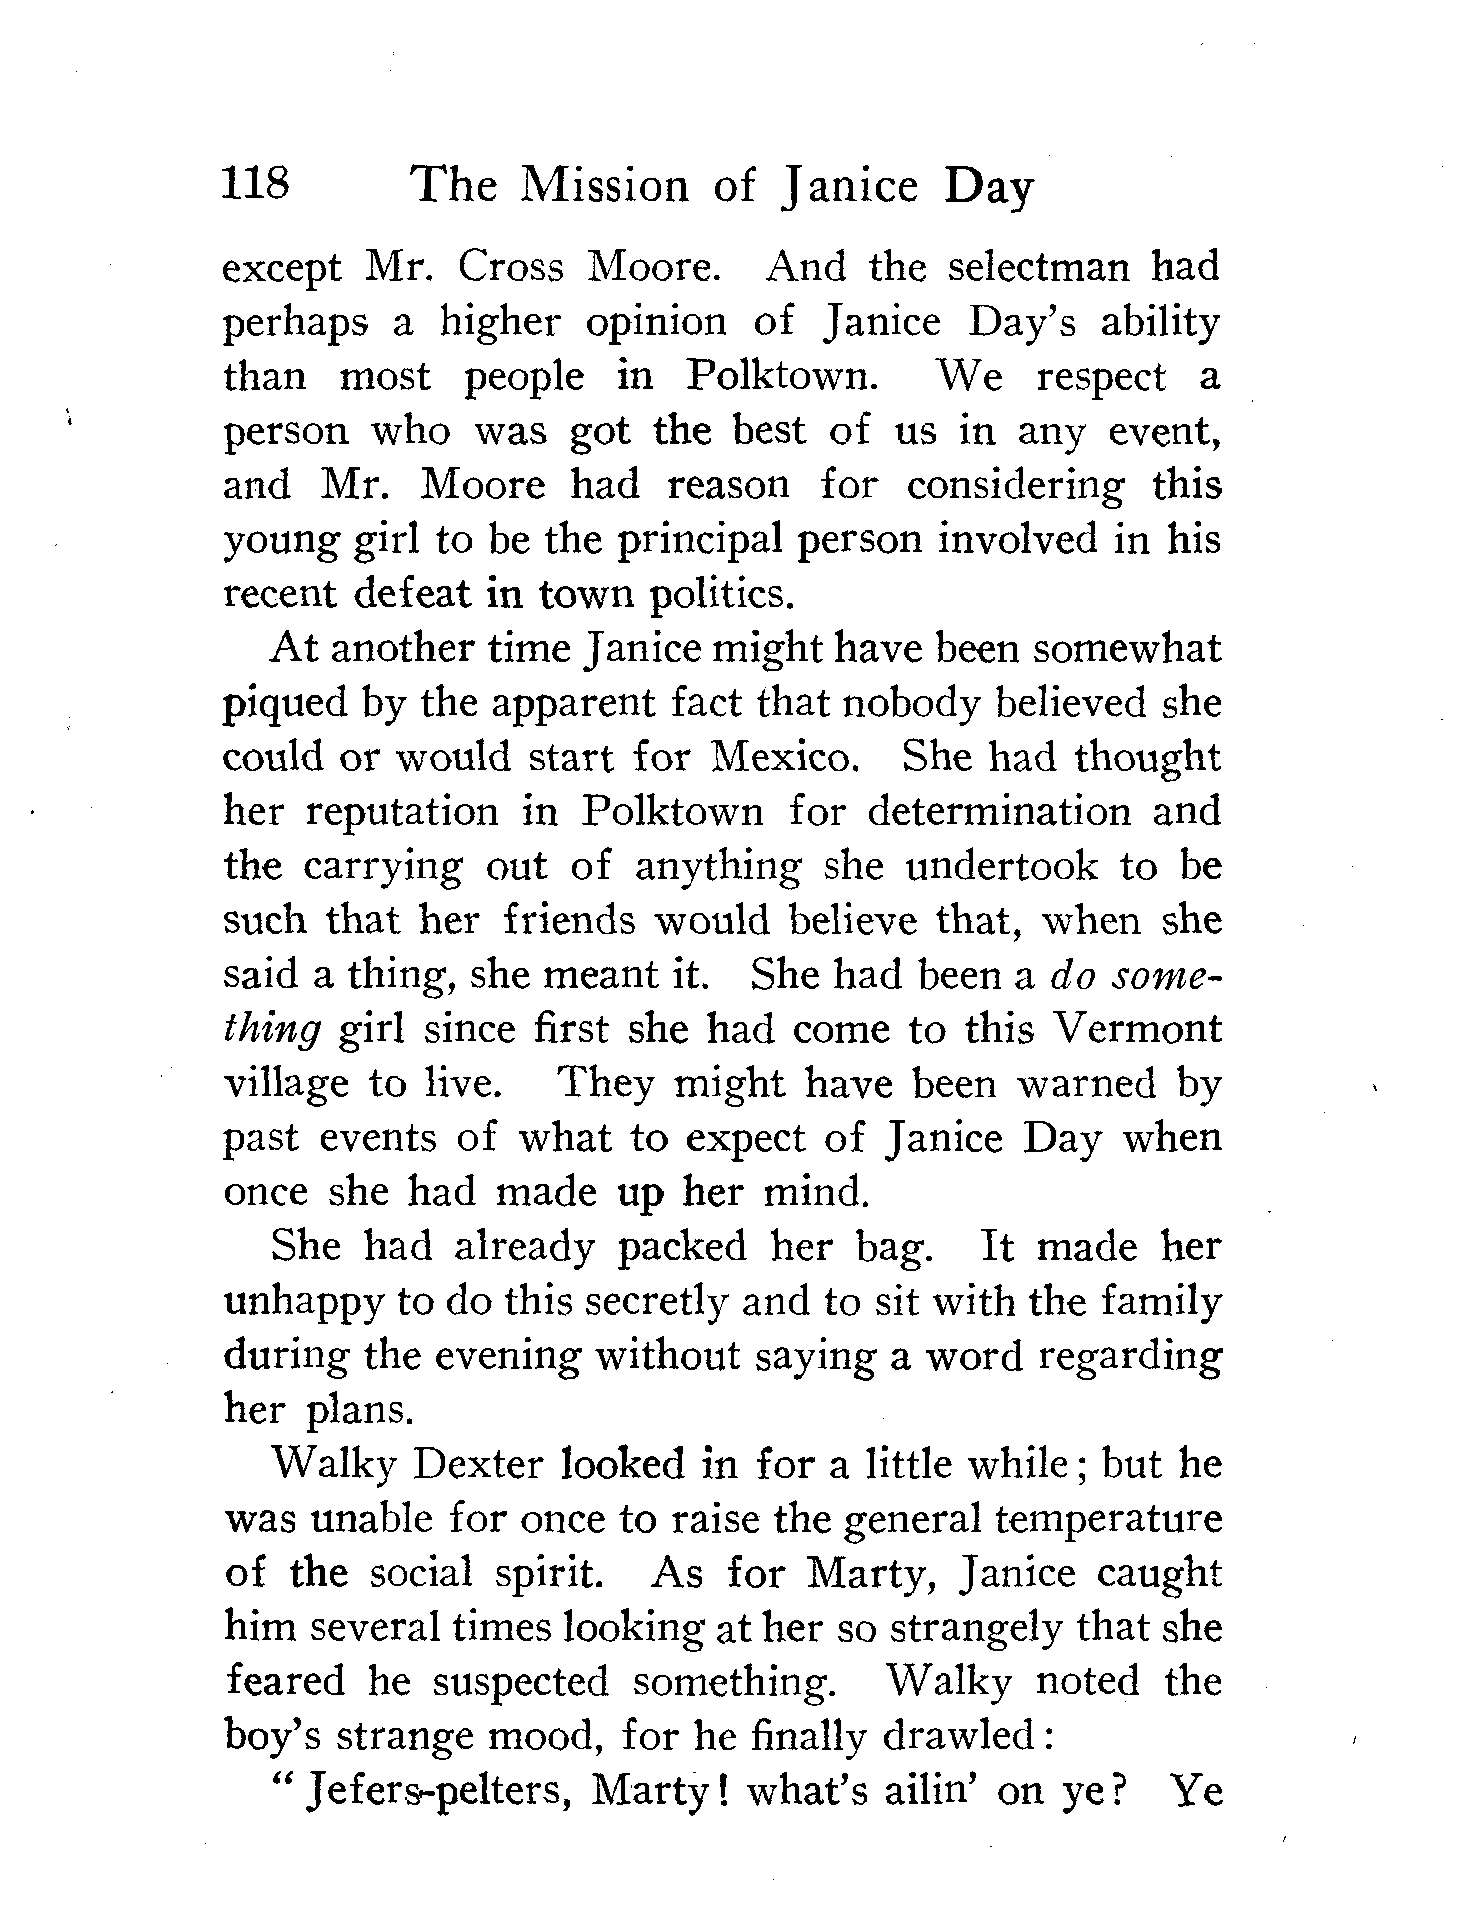 118 The Mission of Janice Day
except Mr. Cross Moore. And the selectman had
perhaps a higher opinion of Janice Day's ability
than most people in Polktown. We respect a
person who was got the best of us in any event,
and Mr. Moore had reason for considering this
young girl to be the principal person involved in his
recent defeat in town politics.
At another time Janice might have been somewhat
piqued by the apparent fact that nobody believed she
could or would start for Mexico. She had thought
her reputation in Polktown for determination and
the carrying out of anything she undertook to be
such that her friends would believe that, when she
said a thing, she meant it. She had been a do some-
thing girl since first she had come to this Vermont
village to live. They might have been warned by
past events of what to expect of Janice Day when
once she had made up her mind.
She had already packed her bag. It made her
unhappy to do this secretly and to sit with the family
during the evening without saying a word regarding
her plans.
Walky Dexter looked in for a little while; but he
was unable for once to raise the general temperature
of the social spirit. As for Marty, Janice caught
him several times looking at her so strangely that she
feared he suspected something. Walky noted the
boy's strange mood, for he finally drawled:
"Jefers-pelters, Marty! what's ailin' on ye? Ye